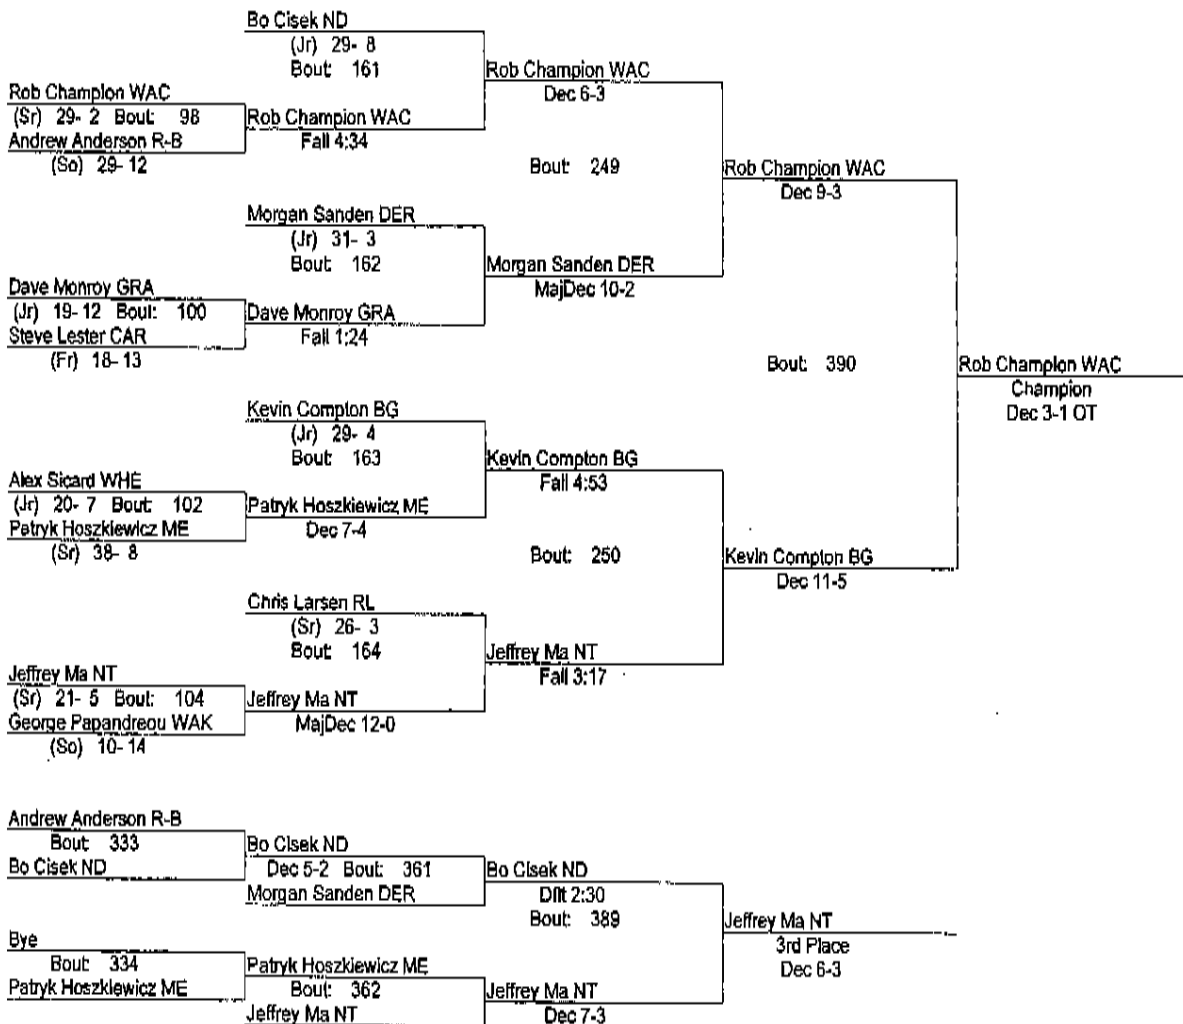 Bo Cisek ND
(Jr) 29- 8
Bout: 161
Rob Champion WAC
Dec 6-3
Rob Champion WAC
(Sr) 29- 2 Bout: 98
Rob Champion WAC
Andrew Anderson R-B
Fall 4:34
(So) 29- 12
Bout: 249
Rob Champion WAC
Dec 9-3
Morgan Sanden DER
(Jr) 31- 3
Bout: 162
Morgan Sanden DER
MajDec 10-2
Dave Monroy GRA
(Jr) 19- 12 Bout: 100
Dave Monroy GRA
Steve Lester CAR
Fall 1:24
(Fr) 18- 13
Bout: 390
Rob Champion WAC
Champion
Dec 3-1 OT
Kevin Compton BG
(Jr) 29- 4
Bout: 163
Kevin Compton BG
Fall 4:53
Alex Sicard WHE
(Jr) 20- 7 Bout: 102
Patryk Hoszkiewicz ME
Patryk Hoszkiewicz ME
Dec 7-4
(Sr) 38- 8
Bout: 250
Kevin Compton BG
Dec 11-5
Chris Larsen RL
(Sr) 26- 3
Bout: 164
Jeffrey Ma NT
Fall 3:17
Jeffrey Ma NT
(Sr) 21- 5 Bout: 104
Jeffrey Ma NT
George Papandreou WAK
MajDec 12-0
(So) 10- 14
Andrew Anderson R-B
Bout: 333
Bo Cisek ND
Bo Cisek ND
Dec 5-2 Bout: 361
Bo Cisek ND
Morgan Sanden DER
Dflt 2:30
Bout: 389
Jeffrey Ma NT
3rd Place
Dec 6-3
Bye
Bout: 334
Patryk Hoszkiewicz ME
Patryk Hoszkiewicz ME
Bout: 362
Jeffrey Ma NT
Jeffrey Ma NT
Dec 7-3